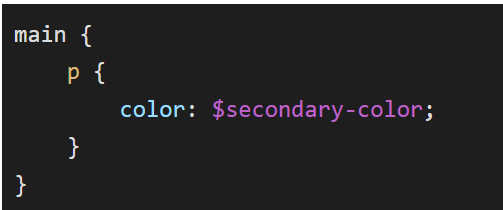 main {
    p {
        color: $secondary-color;
    }
}